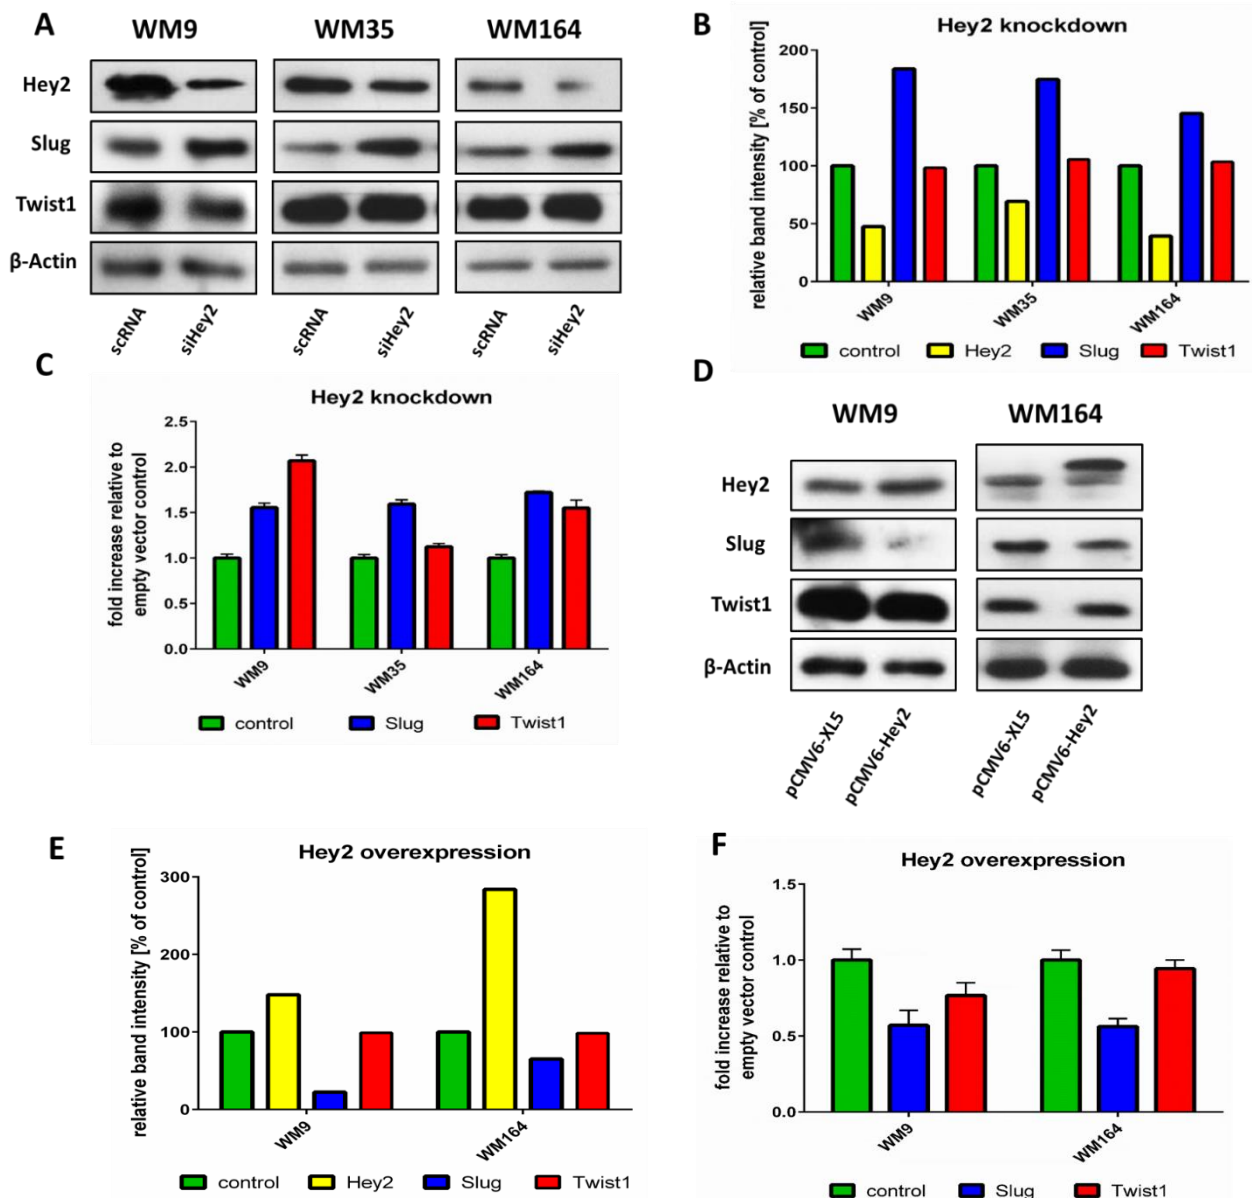 A
WM9 WM35 WM164
Hey2
Slug
Twist1
β-Actin
scRNA siHey2 scRNA siHey2 scRNA siHey2
B
Hey2 knockdown
relative band intensity [% of control]
200
150
100
50
0
WM9 WM35 WM164
control Hey2 Slug Twist1
C
Hey2 knockdown
fold increase relative to
empty vector control
2.5
2.0
1.5
1.0
0.5
0.0
WM9 WM35 WM164
control Slug Twist1
D
WM9 WM164
Hey2
Slug
Twist1
β-Actin
pCMV6-XL5 pCMV6-Hey2 pCMV6-XL5 pCMV6-Hey2
E
Hey2 overexpression
relative band intensity [% of control]
300
200
100
0
WM9 WM164
control Hey2 Slug Twist1
F
Hey2 overexpression
fold increase relative to
empty vector control
1.5
1.0
0.5
0.0
WM9 WM164
control Slug Twist1